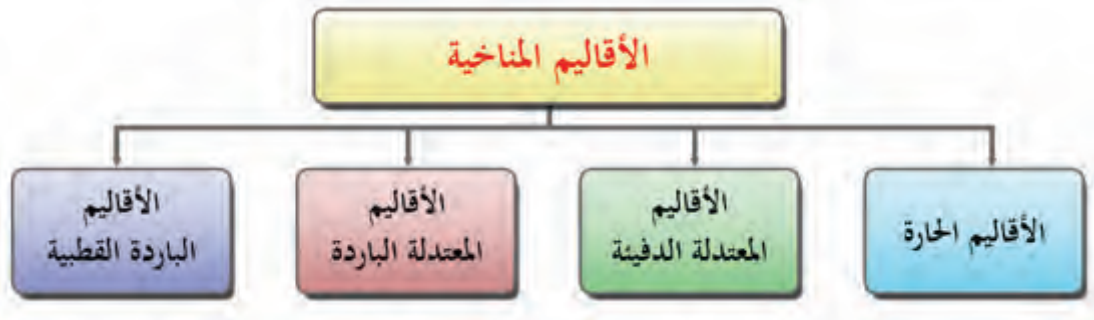 الأقاليم المناخية
الأقاليم الحارة
الأقاليم
المعتدلة الدفيئة
الأقاليم
المعتدلة الباردة
الأقاليم
الباردة القطبية